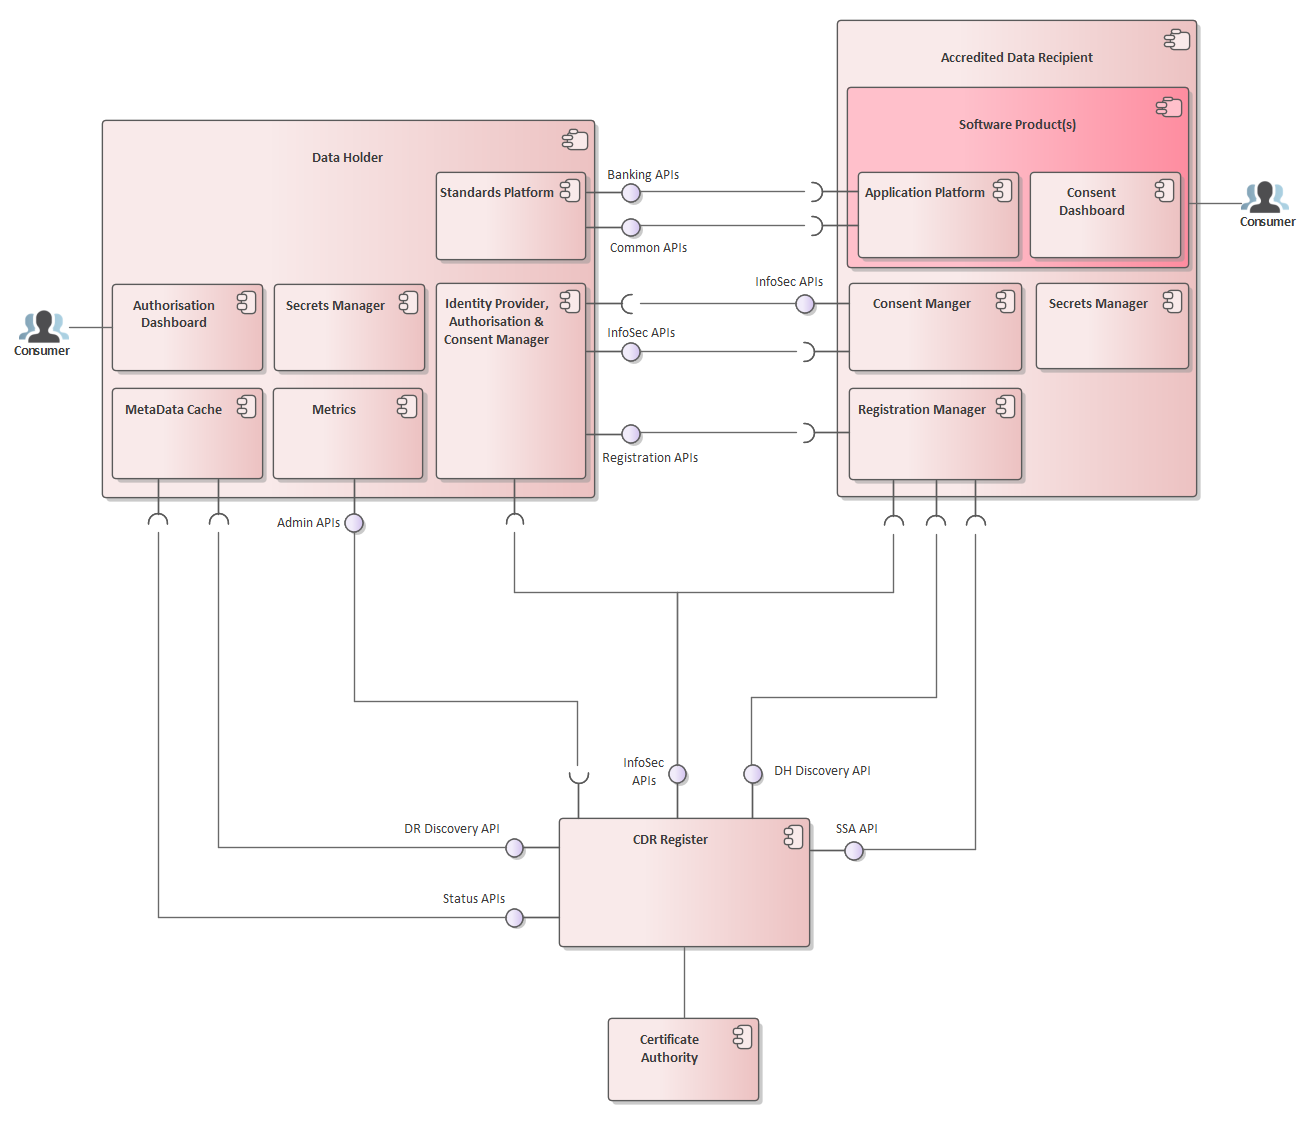 Accredited Data Recipient
Software Product(s)
Data Holder
Banking APIs
Standards Platform
Application Platform
Consent
Dashboard
Consumer
Common APIs
InfoSec APIs
Authorisation
Dashboard
Secrets Manager
Identity Provider,
Authorisation &
Consent Manager
Consent Manger
Secrets Manager
InfoSec APIs
Consumer
MetaData Cache
Metrics
Registration Manager
Registration APIs
Admin APIs
InfoSec
APIs
DH Discovery API
DR Discovery API
CDR Register
SSA API
Status APIs
Certificate
Authority